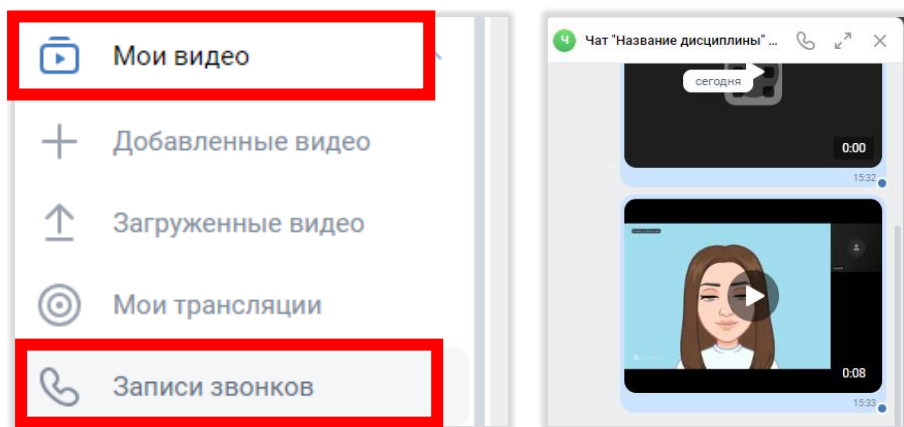 Мои видео
Добавленные видео
Загруженные видео
Мои трансляции
Записи звонков
Ч
Чат "Название дисциплины" ...
сегодня
0:00
15:32
0:08
15:33